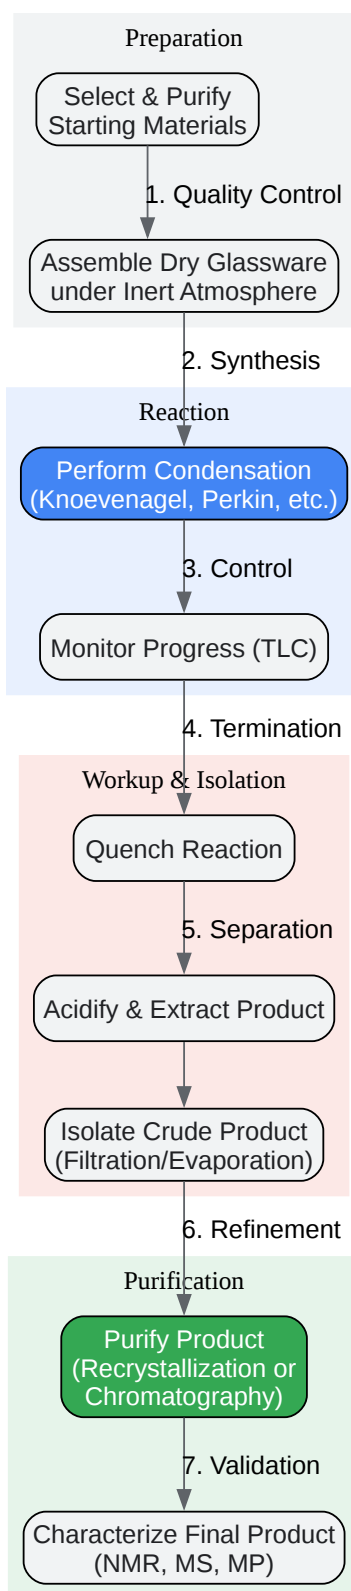 Preparation
Select & Purify
Starting Materials
1. Quality Control
Assemble Dry Glassware
under Inert Atmosphere
2. Synthesis
Reaction
Perform Condensation
(Knoevenagel, Perkin, etc.)
3. Control
Monitor Progress (TLC)
4. Termination
Workup & Isolation
Quench Reaction
5. Separation
Acidify & Extract Product
Isolate Crude Product
(Filtration/Evaporation)
6. Refinement
Purification
Purify Product
(Recrystallization or
Chromatography)
7. Validation
Characterize Final Product
(NMR, MS, MP)